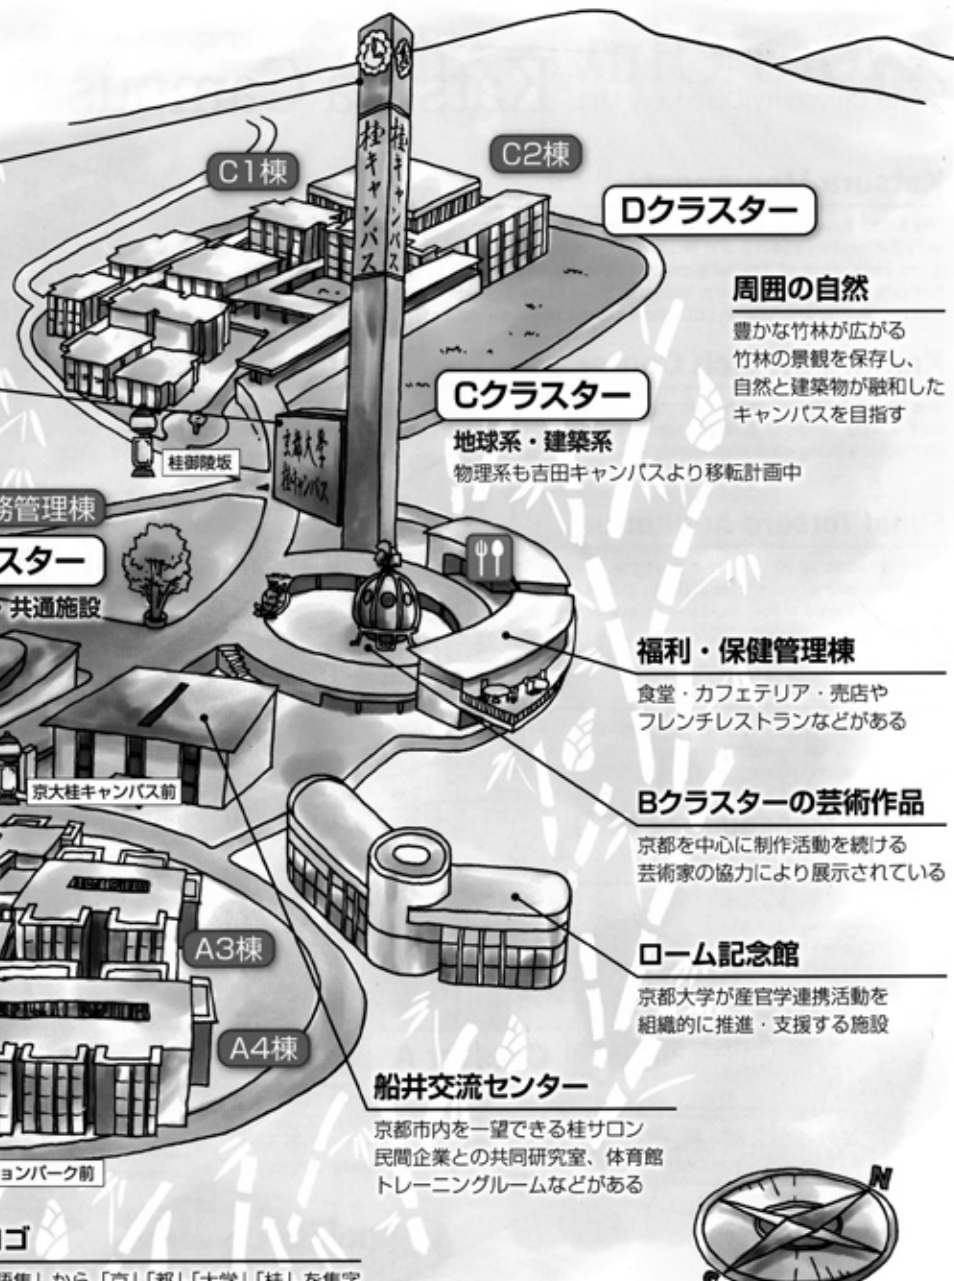 C1棟
C2棟
桂キャンパス
桂キャンパス
Dクラスター
周囲の自然
豊かな竹林が広がる
竹林の景観を保存し、
自然と建築物が融和した
キャンパスを目指す
Cクラスター
地球系・建築系
物理系も吉田キャンパスより移転計画中
京都大學
桂キャンパス
桂御陵坂
務管理棟
スター
・共通施設
福利・保健管理棟
食堂・カフェテリア・売店や
フレンチレストランなどがある
京大桂キャンパス前
Bクラスターの芸術作品
京都を中心に制作活動を続ける
芸術家の協力により展示されている
A3棟
ローム記念館
京都大学が産官学連携活動を
組織的に推進・支援する施設
A4棟
船井交流センター
京都市内を一望できる桂サロン
民間企業との共同研究室、体育館
トレーニングルームなどがある
ョンパーク前
N
S
ゴ
語集」から、「京」「都」「大学」「桂」を集字